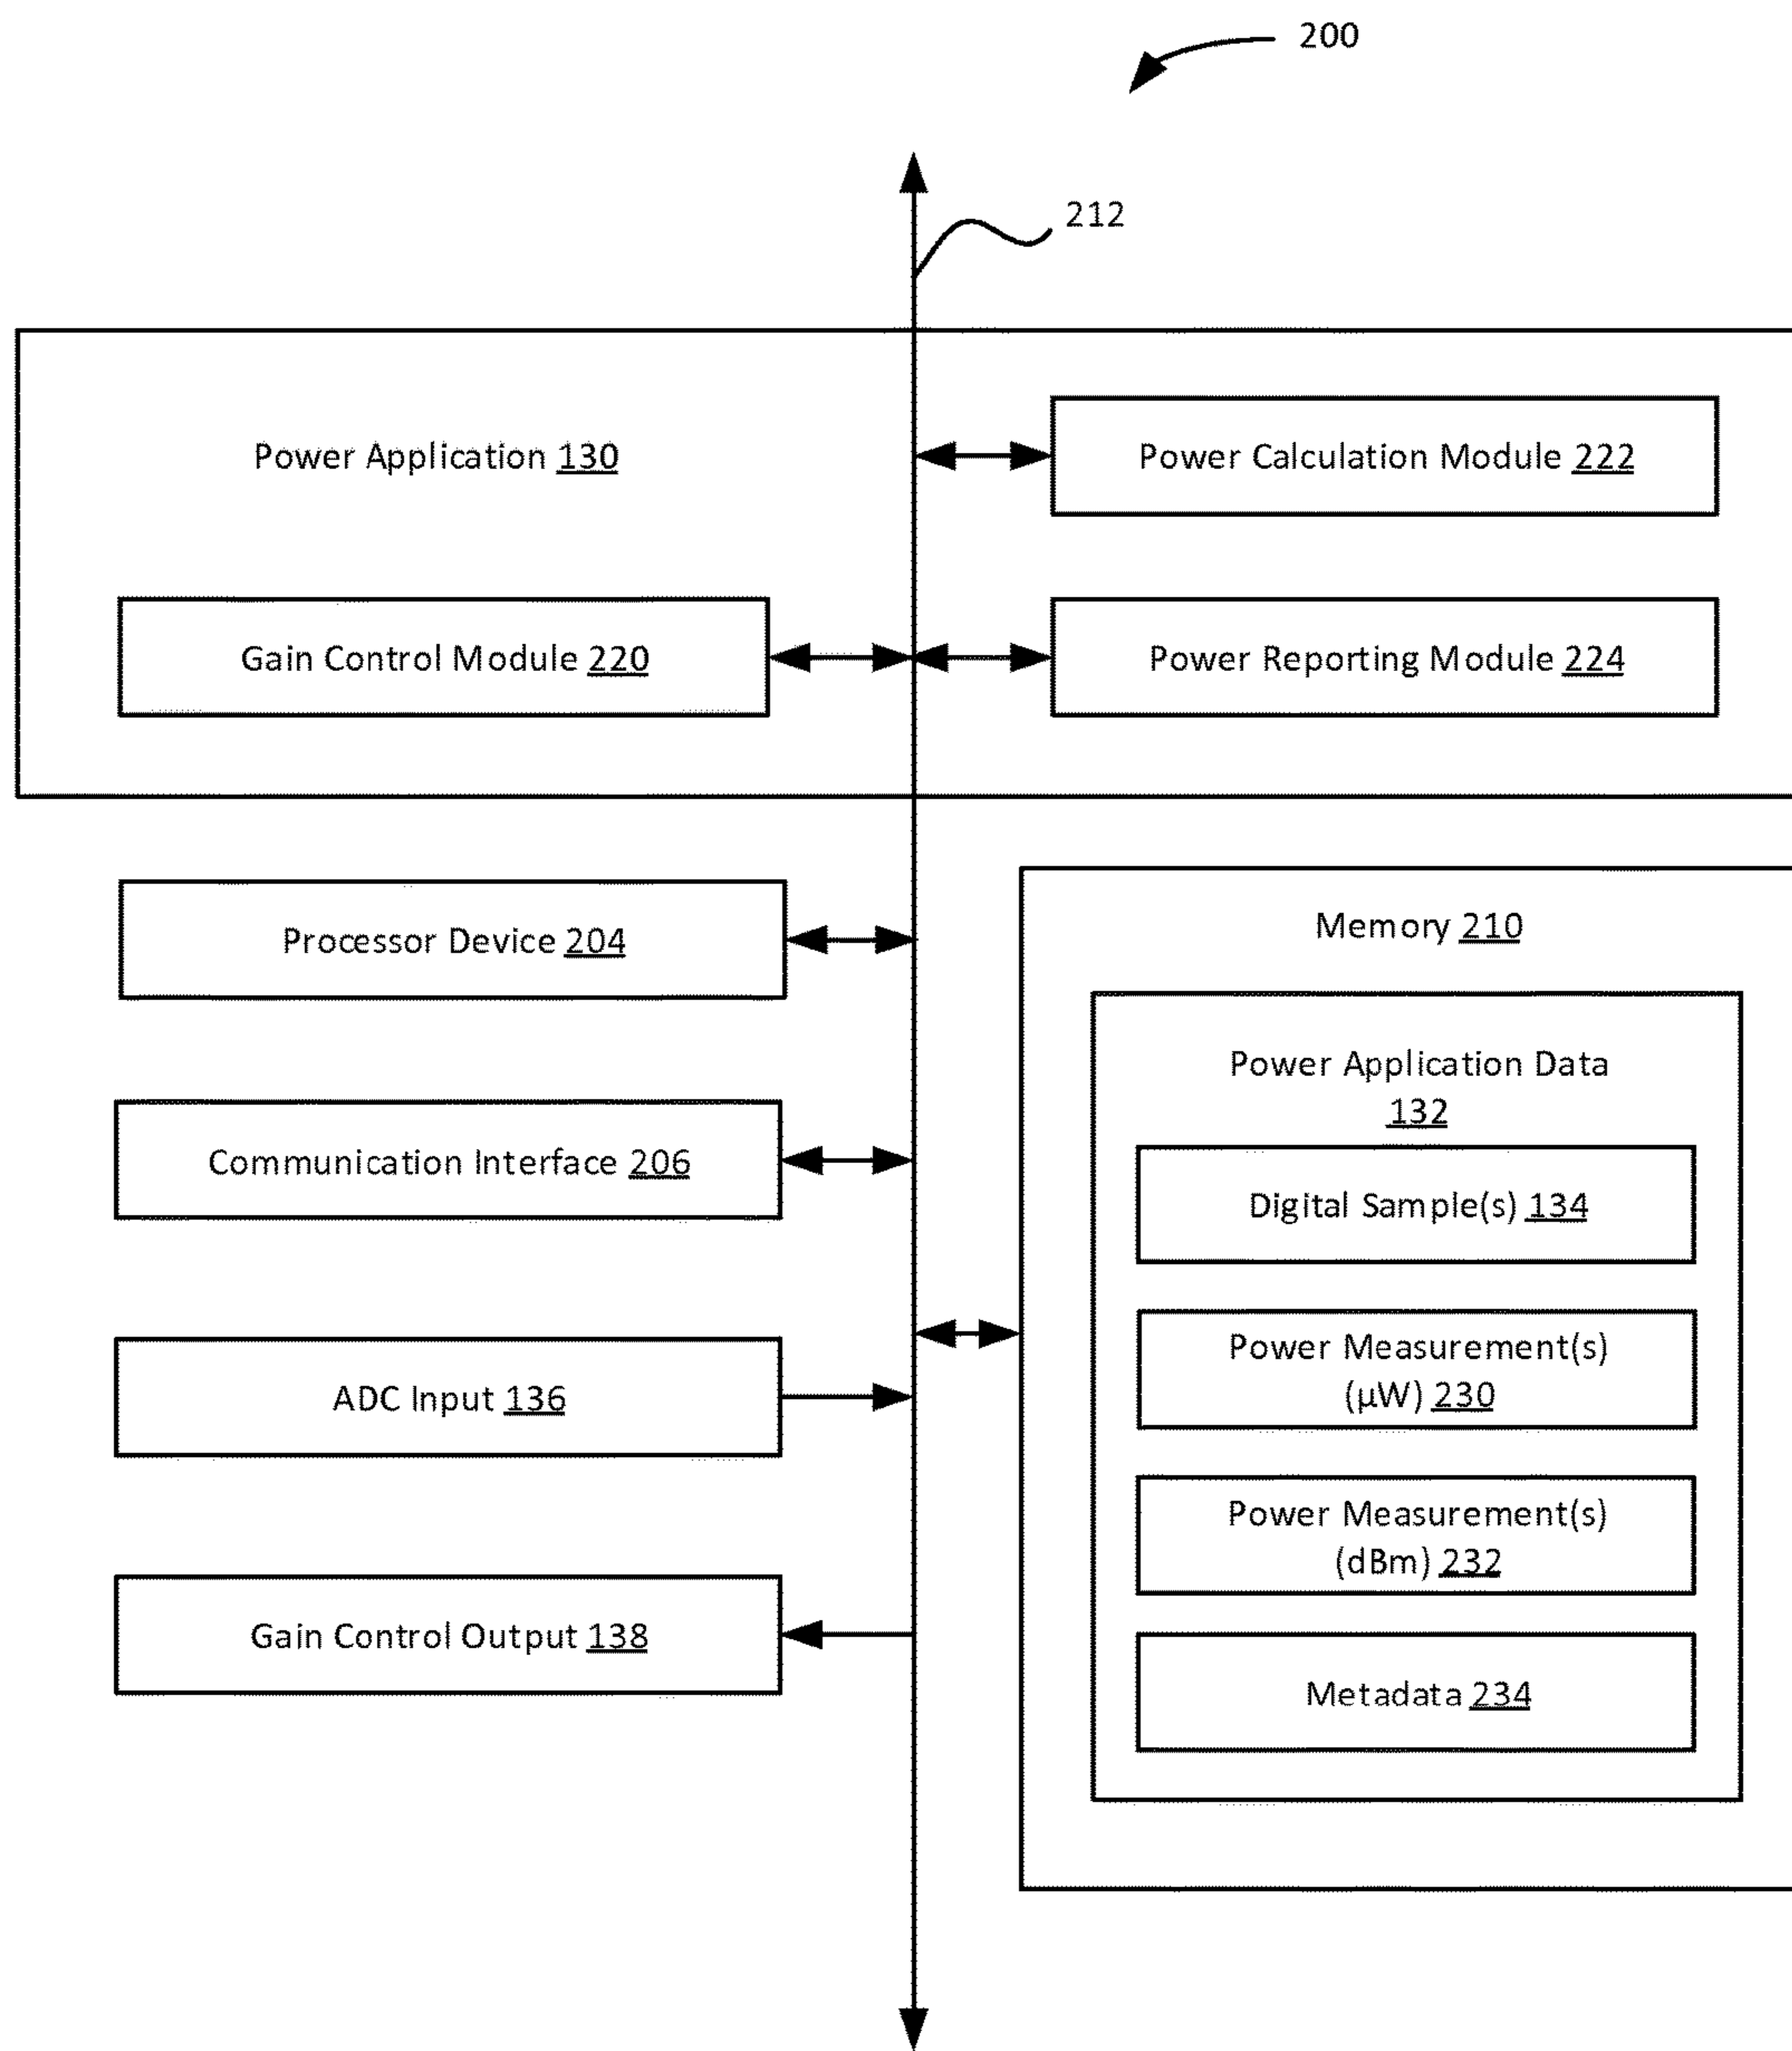 200
212
Power Application 130
Power Calculation Module 222
Gain Control Module 220
Power Reporting Module 224
Processor Device 204
Communication Interface 206
ADC Input 136
Gain Control Output 138
Memory 210
Power Application Data
132
Digital Sample(s) 134
Power Measurement(s)
(µW) 230
Power Measurement(s)
(dBm) 232
Metadata 234